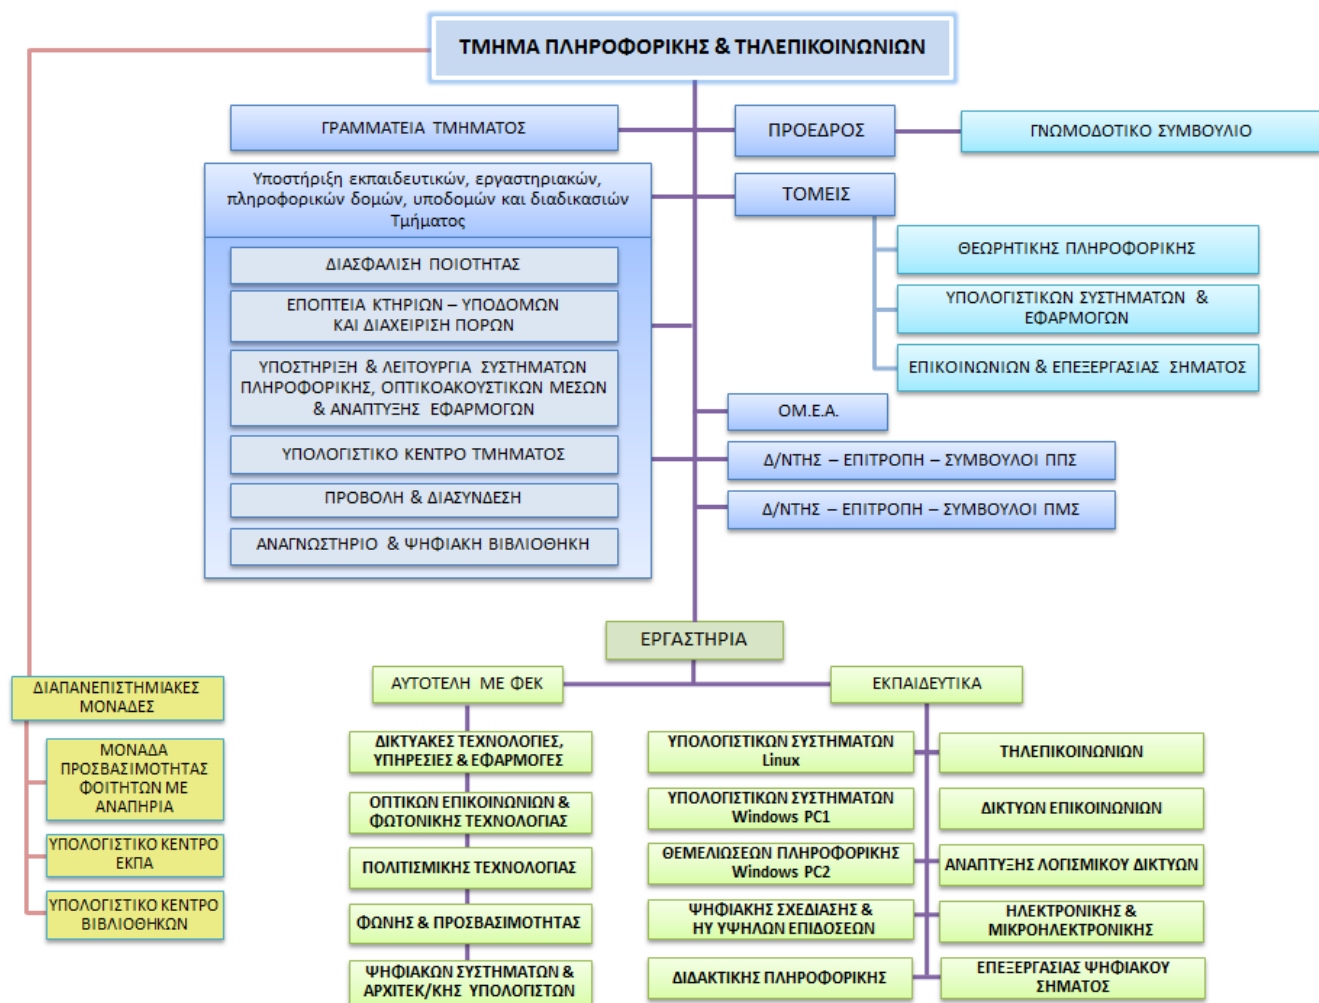 ΤΜΗΜΑ ΠΛΗΡΟΦΟΡΙΚΗΣ & ΤΗΛΕΠΙΚΟΙΝΩΝΙΩΝ
ΓΡΑΜΜΑΤΕΙΑ ΤΜΗΜΑΤΟΣ
ΠΡΟΕΔΡΟΣ
ΓΝΩΜΟΔΟΤΙΚΟ ΣΥΜΒΟΥΛΙΟ
Υποστήριξη εκπαιδευτικών, εργαστηριακών,
πληροφορικών δομών, υποδομών και διαδικασιών
Τμήματος
ΔΙΑΣΦΑΛΙΣΗ ΠΟΙΟΤΗΤΑΣ
ΕΠΟΠΤΕΙΑ ΚΤΗΡΙΩΝ – ΥΠΟΔΟΜΩΝ
ΚΑΙ ΔΙΑΧΕΙΡΙΣΗ ΠΟΡΩΝ
ΥΠΟΣΤΗΡΙΞΗ & ΛΕΙΤΟΥΡΓΙΑ ΣΥΣΤΗΜΑΤΩΝ
ΠΛΗΡΟΦΟΡΙΚΗΣ, ΟΠΤΙΚΟΑΚΟΥΣΤΙΚΩΝ ΜΕΣΩΝ
& ΑΝΑΠΤΥΞΗΣ ΕΦΑΡΜΟΓΩΝ
ΥΠΟΛΟΓΙΣΤΙΚΟ ΚΕΝΤΡΟ ΤΜΗΜΑΤΟΣ
ΠΡΟΒΟΛΗ & ΔΙΑΣΥΝΔΕΣΗ
ΑΝΑΓΝΩΣΤΗΡΙΟ & ΨΗΦΙΑΚΗ ΒΙΒΛΙΟΘΗΚΗ
ΤΟΜΕΙΣ
ΘΕΩΡΗΤΙΚΗΣ ΠΛΗΡΟΦΟΡΙΚΗΣ
ΥΠΟΛΟΓΙΣΤΙΚΩΝ ΣΥΣΤΗΜΑΤΩΝ &
ΕΦΑΡΜΟΓΩΝ
ΕΠΙΚΟΙΝΩΝΙΩΝ & ΕΠΕΞΕΡΓΑΣΙΑΣ ΣΗΜΑΤΟΣ
ΟΜ.Ε.Α.
Δ/ΝΤΗΣ – ΕΠΙΤΡΟΠΗ – ΣΥΜΒΟΥΛΟΙ ΠΠΣ
Δ/ΝΤΗΣ – ΕΠΙΤΡΟΠΗ – ΣΥΜΒΟΥΛΟΙ ΠΜΣ
ΔΙΑΠΑΝΕΠΙΣΤΗΜΙΑΚΕΣ
ΜΟΝΑΔΕΣ
ΜΟΝΑΔΑ
ΠΡΟΣΒΑΣΙΜΟΤΗΤΑΣ
ΦΟΙΤΗΤΩΝ ΜΕ
ΑΝΑΠΗΡΙΑ
ΥΠΟΛΟΓΙΣΤΙΚΟ ΚΕΝΤΡΟ
ΕΚΠΑ
ΥΠΟΛΟΓΙΣΤΙΚΟ ΚΕΝΤΡΟ
ΒΙΒΛΙΟΘΗΚΩΝ
ΕΡΓΑΣΤΗΡΙΑ
ΑΥΤΟΤΕΛΗ ΜΕ ΦΕΚ
ΔΙΚΤΥΑΚΕΣ ΤΕΧΝΟΛΟΓΙΕΣ,
ΥΠΗΡΕΣΙΕΣ & ΕΦΑΡΜΟΓΕΣ
ΟΠΤΙΚΩΝ ΕΠΙΚΟΙΝΩΝΙΩΝ &
ΦΩΤΟΝΙΚΗΣ ΤΕΧΝΟΛΟΓΙΑΣ
ΠΟΛΙΤΙΣΜΙΚΗΣ ΤΕΧΝΟΛΟΓΙΑΣ
ΦΩΝΗΣ & ΠΡΟΣΒΑΣΙΜΟΤΗΤΑΣ
ΨΗΦΙΑΚΩΝ ΣΥΣΤΗΜΑΤΩΝ &
ΑΡΧΙΤΕΚ/ΚΗΣ ΥΠΟΛΟΓΙΣΤΩΝ
ΕΚΠΑΙΔΕΥΤΙΚΑ
ΥΠΟΛΟΓΙΣΤΙΚΩΝ ΣΥΣΤΗΜΑΤΩΝ
Linux
ΥΠΟΛΟΓΙΣΤΙΚΩΝ ΣΥΣΤΗΜΑΤΩΝ
Windows PC1
ΘΕΜΕΛΙΩΣΕΩΝ ΠΛΗΡΟΦΟΡΙΚΗΣ
Windows PC2
ΨΗΦΙΑΚΗΣ ΣΧΕΔΙΑΣΗΣ &
ΗΥ ΥΨΗΛΩΝ ΕΠΙΔΟΣΕΩΝ
ΔΙΔΑΚΤΙΚΗΣ ΠΛΗΡΟΦΟΡΙΚΗΣ
ΤΗΛΕΠΙΚΟΙΝΩΝΙΩΝ
ΔΙΚΤΥΩΝ ΕΠΙΚΟΙΝΩΝΙΩΝ
ΑΝΑΠΤΥΞΗΣ ΛΟΓΙΣΜΙΚΟΥ ΔΙΚΤΥΩΝ
ΗΛΕΚΤΡΟΝΙΚΗΣ &
ΜΙΚΡΟΗΛΕΚΤΡΟΝΙΚΗΣ
ΕΠΕΞΕΡΓΑΣΙΑΣ ΨΗΦΙΑΚΟΥ
ΣΗΜΑΤΟΣ